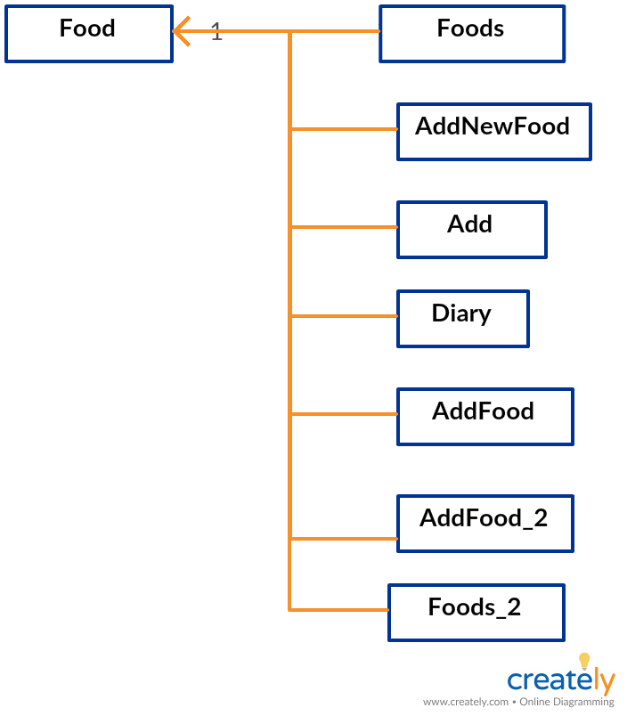 Food
1
Foods
AddNewFood
Add
Diary
AddFood
AddFood_2
Foods_2
creately
www.creately.com • Online Diagramming